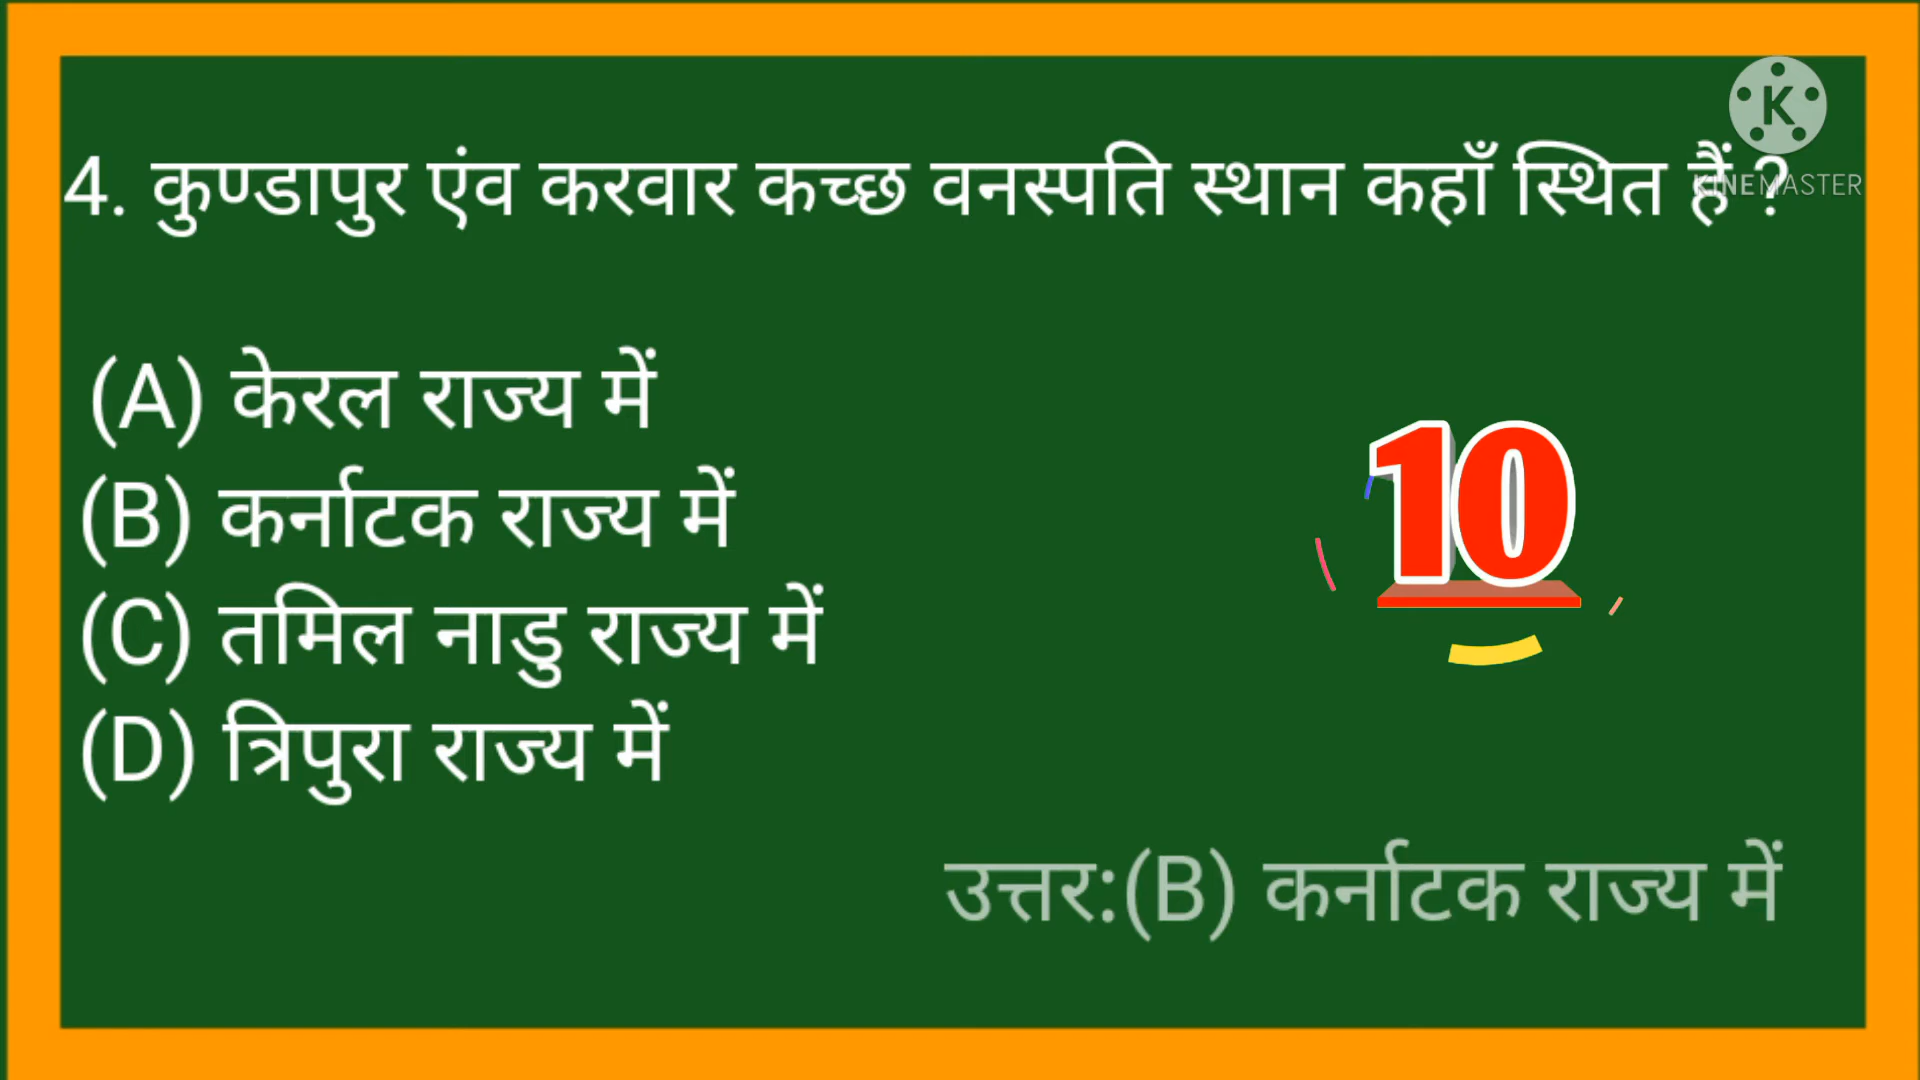 K
KINEMASTER
4. कुण्डापुर एंव करवार कच्छ वनस्पति स्थान कहाँ स्थित हैं ?
(A) केरल राज्य में
(B) कर्नाटक राज्य में
(C) तमिल नाडु राज्य में
(D) त्रिपुरा राज्य में
10
उत्तर:(B) कर्नाटक राज्य में